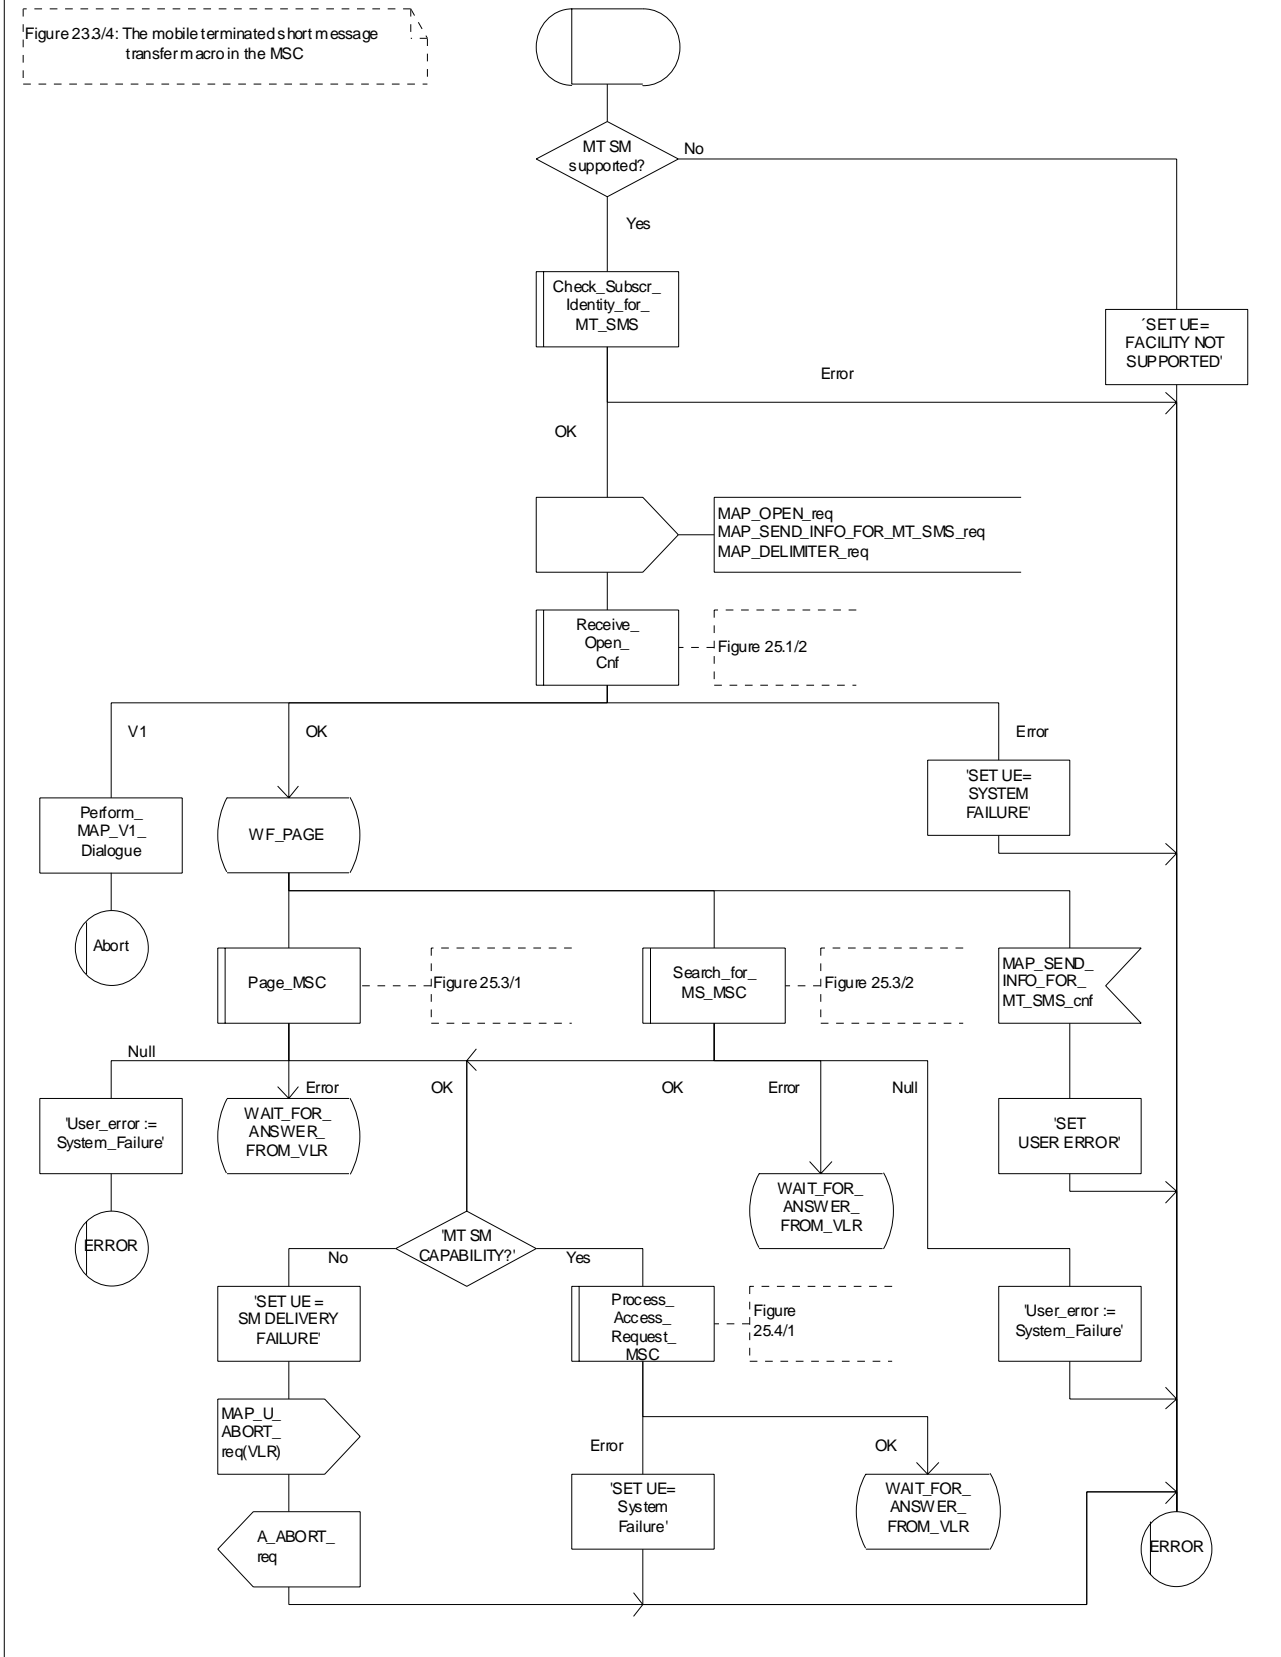 Figure 23.3/4: The mobile terminated short message
transfer macro in the MSC
MT SM
supported?
No
Yes
Check_Subscr_
Identity_for_
MT_SMS
´SET UE=
FACILITY NOT
SUPPORTED'
Error
OK
MAP_OPEN_req
MAP_SEND_INFO_FOR_MT_SMS_req
MAP_DELIMITER_req
Receive_
Open_
Cnf
Figure 25.1/2
V1
OK
Error
'SET UE=
SYSTEM
FAILURE'
Perform_
MAP_V1_
Dialogue
WF_PAGE
Abort
Page_MSC
Figure 25.3/1
Search_for_
MS_MSC
Figure 25.3/2
MAP_SEND_
INFO_FOR_
MT_SMS_cnf
Null
Error
OK
OK
Error
Null
'User_error :=
System_Failure'
WAIT_FOR_
ANSWER_
FROM_VLR
'SET
USER ERROR'
WAIT_FOR_
ANSWER_
FROM_VLR
ERROR
'MT SM
CAPABILITY?'
No
Yes
'SET UE =
SM DELIVERY
FAILURE'
Process_
Access_
Request_
MSC
Figure
25.4/1
'User_error :=
System_Failure'
MAP_U_
ABORT_
req(VLR)
Error
OK
'SET UE=
System
Failure'
WAIT_FOR_
ANSWER_
FROM_VLR
A_ABORT_
req
ERROR